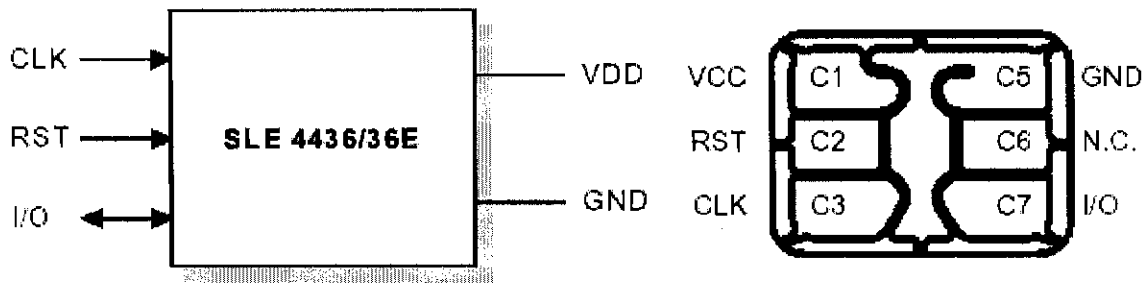 CLK
RST
I/O
SLE 4436/36E
VDD
GND
VCC C1 C5 GND
RST C2 C6 N.C.
CLK C3 C7 I/O